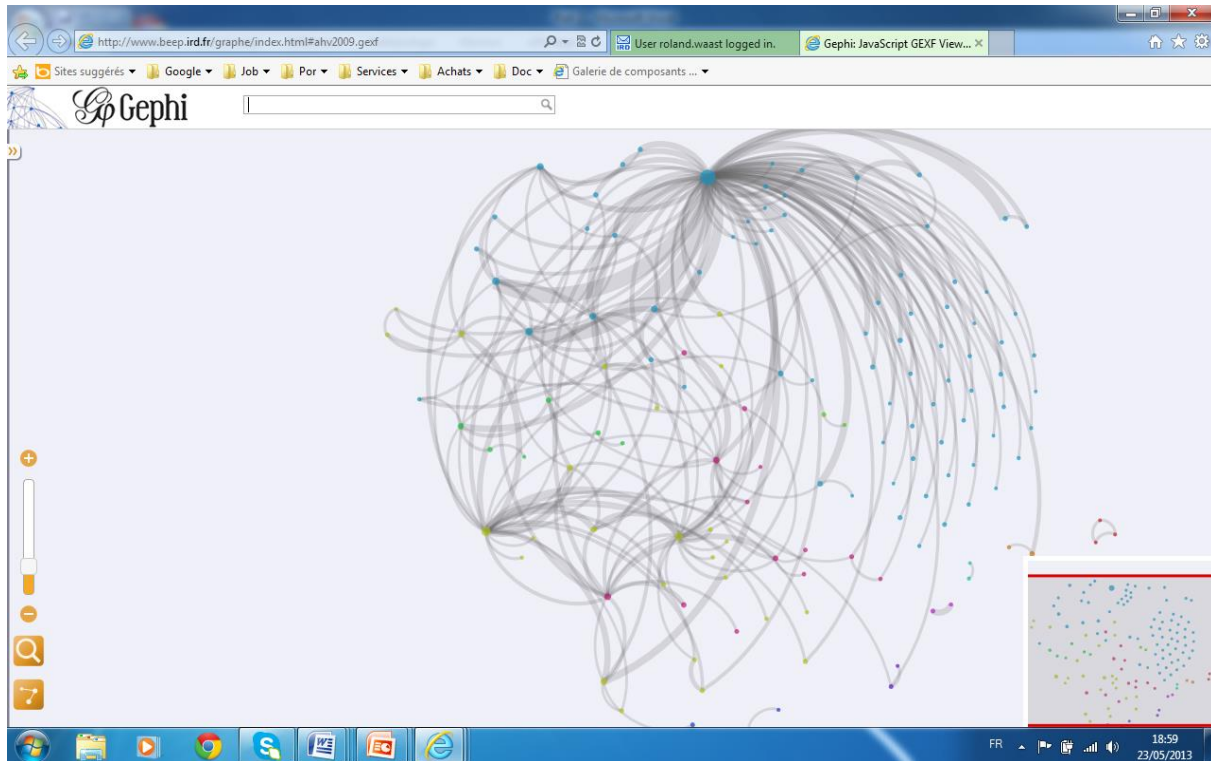 http://www.beep.ird.fr/graphe/index.html#ahv2009.gexf
User roland.waast logged in.
Gephi: JavaScript GEXF View...
Sites suggérés
Google
Job
Por
Services
Achats
Doc
Galerie de composants ...
Gephi
FR
18:59
23/05/2013